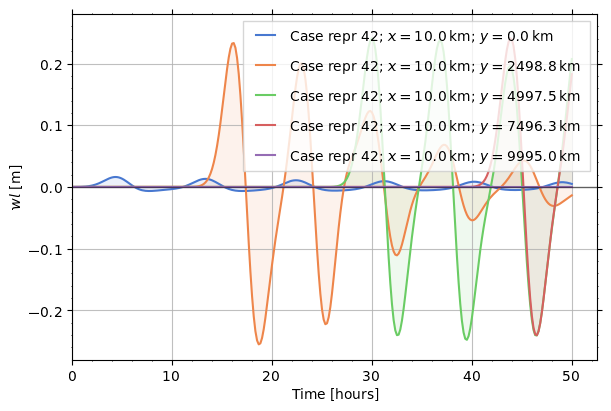 Case repr 42; x = 10.0 km; y = 0.0 km
Case repr 42; x = 10.0 km; y = 2498.8 km
Case repr 42; x = 10.0 km; y = 4997.5 km
Case repr 42; x = 10.0 km; y = 7496.3 km
Case repr 42; x = 10.0 km; y = 9995.0 km
wl [m]
0.2
0.1
0.0
−0.1
−0.2
0 10 20 30 40 50
Time [hours]